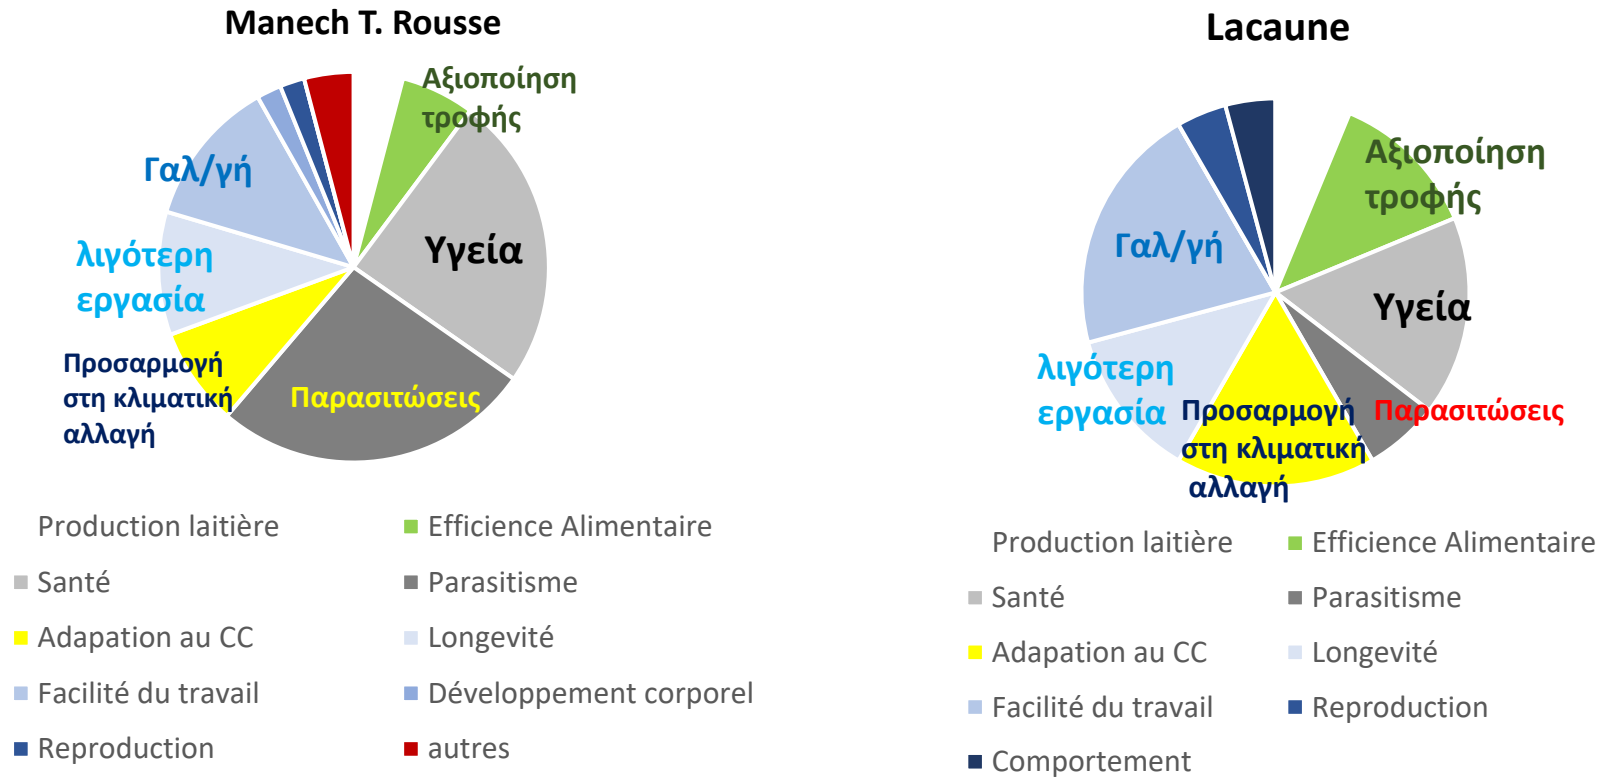 Manech T. Rousse
Αξιοποίηση
τροφής
Γαλ/γή
Υγεία
λιγότερη
εργασία
Προσαρμογή
στη κλιματική
αλλαγή
Παρασιτώσεις
Production laitière
Efficience Alimentaire
Santé
Parasitisme
Adapation au CC
Longevité
Facilité du travail
Développement corporel
Reproduction
autres
Lacaune
Αξιοποίηση
τροφής
Γαλ/γή
Υγεία
λιγότερη
εργασία
Προσαρμογή
στη κλιματική
αλλαγή
Παρασιτώσεις
Production laitière
Efficience Alimentaire
Santé
Parasitisme
Adapation au CC
Longevité
Facilité du travail
Reproduction
Comportement